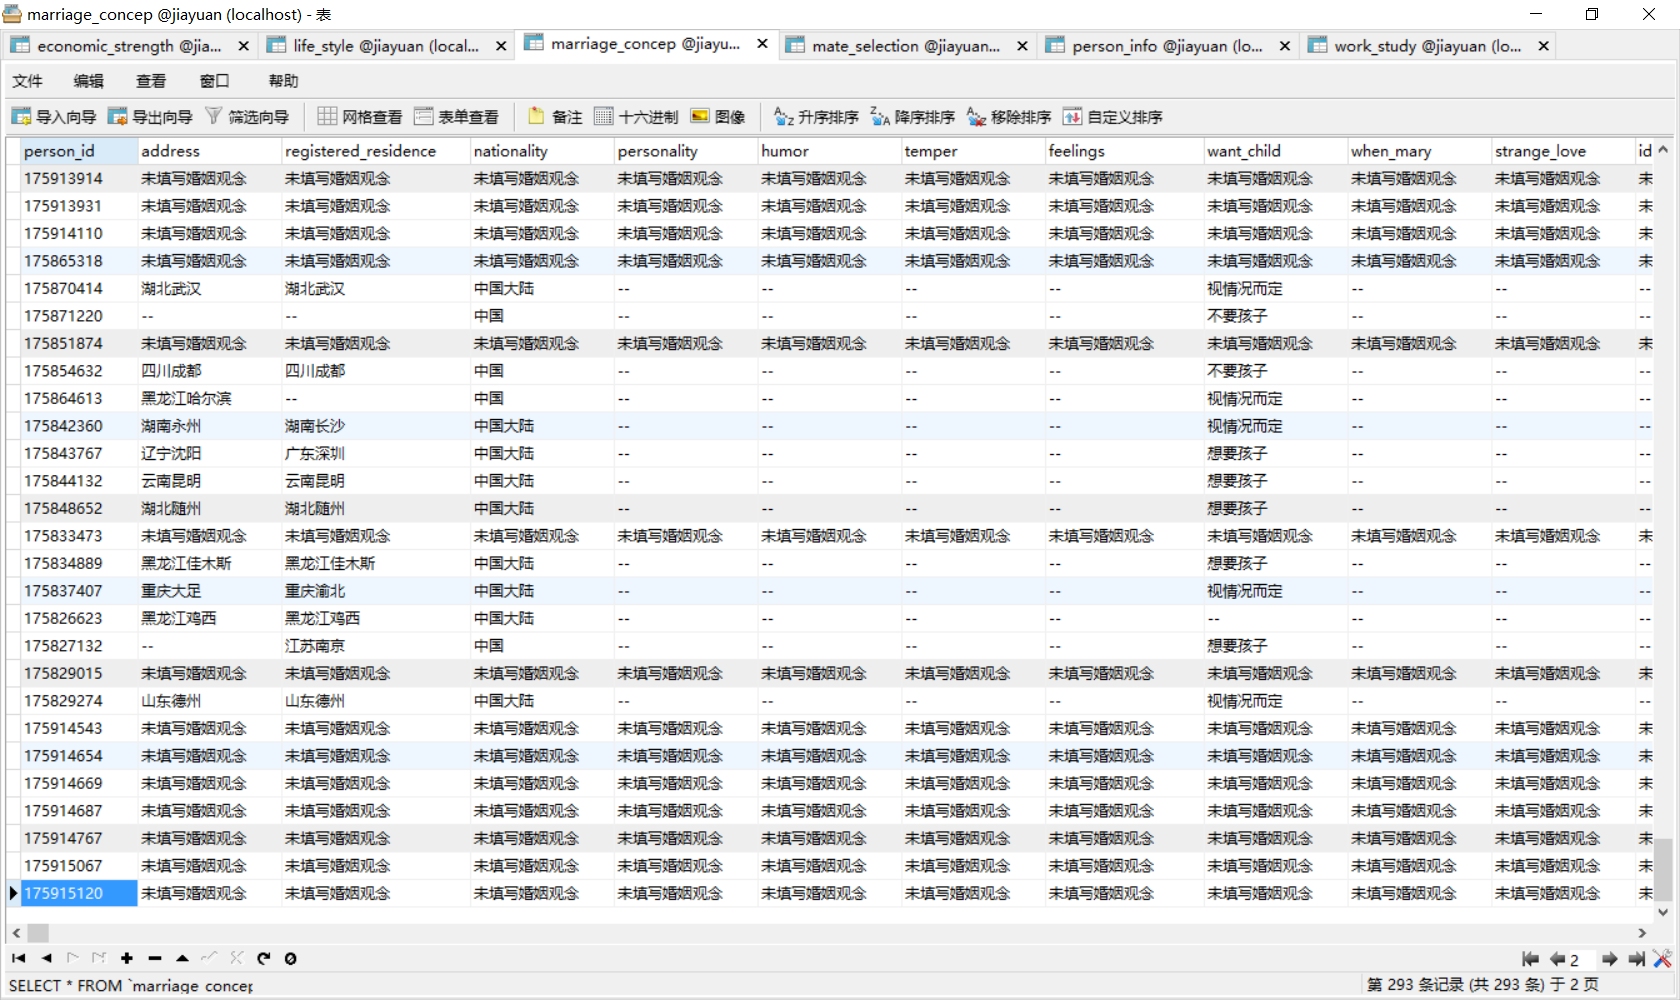 marriage_concep @jiayuan (localhost) - 表
economic_strength @jia... life_style @jiayuan (local... marriage_concep @jiayu... mate_selection @jiayuan... person_info @jiayuan (lo... work_study @jiayuan (lo...
文件 编辑 查看 窗口 帮助
导入向导 导出向导 筛选向导 网格查看 表单查看 备注 十六进制 图像 升序排序 降序排序 移除排序 自定义排序
person_id address registered_residence nationality personality humor temper feelings want_child when_mary strange_love id
175913914 未填写婚姻观念 未填写婚姻观念 未填写婚姻观念 未填写婚姻观念 未填写婚姻观念 未填写婚姻观念 未填写婚姻观念 未填写婚姻观念 未填写婚姻观念 未填写婚姻观念 未
175913931 未填写婚姻观念 未填写婚姻观念 未填写婚姻观念 未填写婚姻观念 未填写婚姻观念 未填写婚姻观念 未填写婚姻观念 未填写婚姻观念 未填写婚姻观念 未填写婚姻观念 未
175914110 未填写婚姻观念 未填写婚姻观念 未填写婚姻观念 未填写婚姻观念 未填写婚姻观念 未填写婚姻观念 未填写婚姻观念 未填写婚姻观念 未填写婚姻观念 未填写婚姻观念 未
175865318 未填写婚姻观念 未填写婚姻观念 未填写婚姻观念 未填写婚姻观念 未填写婚姻观念 未填写婚姻观念 未填写婚姻观念 未填写婚姻观念 未填写婚姻观念 未填写婚姻观念 未
175870414 湖北武汉 湖北武汉 中国大陆 -- -- -- -- 视情况而定 -- -- --
175871220 -- -- 中国 -- -- -- -- 不要孩子 -- -- --
175851874 未填写婚姻观念 未填写婚姻观念 未填写婚姻观念 未填写婚姻观念 未填写婚姻观念 未填写婚姻观念 未填写婚姻观念 未填写婚姻观念 未填写婚姻观念 未填写婚姻观念 未
175854632 四川成都 四川成都 中国 -- -- -- -- 不要孩子 -- -- --
175864613 黑龙江哈尔滨 -- 中国 -- -- -- -- 视情况而定 -- -- --
175842360 湖南永州 湖南长沙 中国大陆 -- -- -- -- 视情况而定 -- -- --
175843767 辽宁沈阳 广东深圳 中国大陆 -- -- -- -- 想要孩子 -- -- --
175844132 云南昆明 云南昆明 中国大陆 -- -- -- -- 想要孩子 -- -- --
175848652 湖北随州 湖北随州 中国大陆 -- -- -- -- 想要孩子 -- -- --
175833473 未填写婚姻观念 未填写婚姻观念 未填写婚姻观念 未填写婚姻观念 未填写婚姻观念 未填写婚姻观念 未填写婚姻观念 未填写婚姻观念 未填写婚姻观念 未填写婚姻观念 未
175834889 黑龙江佳木斯 黑龙江佳木斯 中国大陆 -- -- -- -- 想要孩子 -- -- --
175837407 重庆大足 重庆渝北 中国大陆 -- -- -- -- 视情况而定 -- -- --
175826623 黑龙江鸡西 黑龙江鸡西 中国大陆 -- -- -- -- -- -- -- --
175827132 -- 江苏南京 中国 -- -- -- -- 想要孩子 -- -- --
175829015 未填写婚姻观念 未填写婚姻观念 未填写婚姻观念 未填写婚姻观念 未填写婚姻观念 未填写婚姻观念 未填写婚姻观念 未填写婚姻观念 未填写婚姻观念 未填写婚姻观念 未
175829274 山东德州 山东德州 中国大陆 -- -- -- -- 视情况而定 -- -- --
175914543 未填写婚姻观念 未填写婚姻观念 未填写婚姻观念 未填写婚姻观念 未填写婚姻观念 未填写婚姻观念 未填写婚姻观念 未填写婚姻观念 未填写婚姻观念 未填写婚姻观念 未
175914654 未填写婚姻观念 未填写婚姻观念 未填写婚姻观念 未填写婚姻观念 未填写婚姻观念 未填写婚姻观念 未填写婚姻观念 未填写婚姻观念 未填写婚姻观念 未填写婚姻观念 未
175914669 未填写婚姻观念 未填写婚姻观念 未填写婚姻观念 未填写婚姻观念 未填写婚姻观念 未填写婚姻观念 未填写婚姻观念 未填写婚姻观念 未填写婚姻观念 未填写婚姻观念 未
175914687 未填写婚姻观念 未填写婚姻观念 未填写婚姻观念 未填写婚姻观念 未填写婚姻观念 未填写婚姻观念 未填写婚姻观念 未填写婚姻观念 未填写婚姻观念 未填写婚姻观念 未
175914767 未填写婚姻观念 未填写婚姻观念 未填写婚姻观念 未填写婚姻观念 未填写婚姻观念 未填写婚姻观念 未填写婚姻观念 未填写婚姻观念 未填写婚姻观念 未填写婚姻观念 未
175915067 未填写婚姻观念 未填写婚姻观念 未填写婚姻观念 未填写婚姻观念 未填写婚姻观念 未填写婚姻观念 未填写婚姻观念 未填写婚姻观念 未填写婚姻观念 未填写婚姻观念 未
175915120 未填写婚姻观念 未填写婚姻观念 未填写婚姻观念 未填写婚姻观念 未填写婚姻观念 未填写婚姻观念 未填写婚姻观念 未填写婚姻观念 未填写婚姻观念 未填写婚姻观念 未
2
SELECT * FROM `marriage_concep 第 293 条记录 (共 293 条) 于 2 页